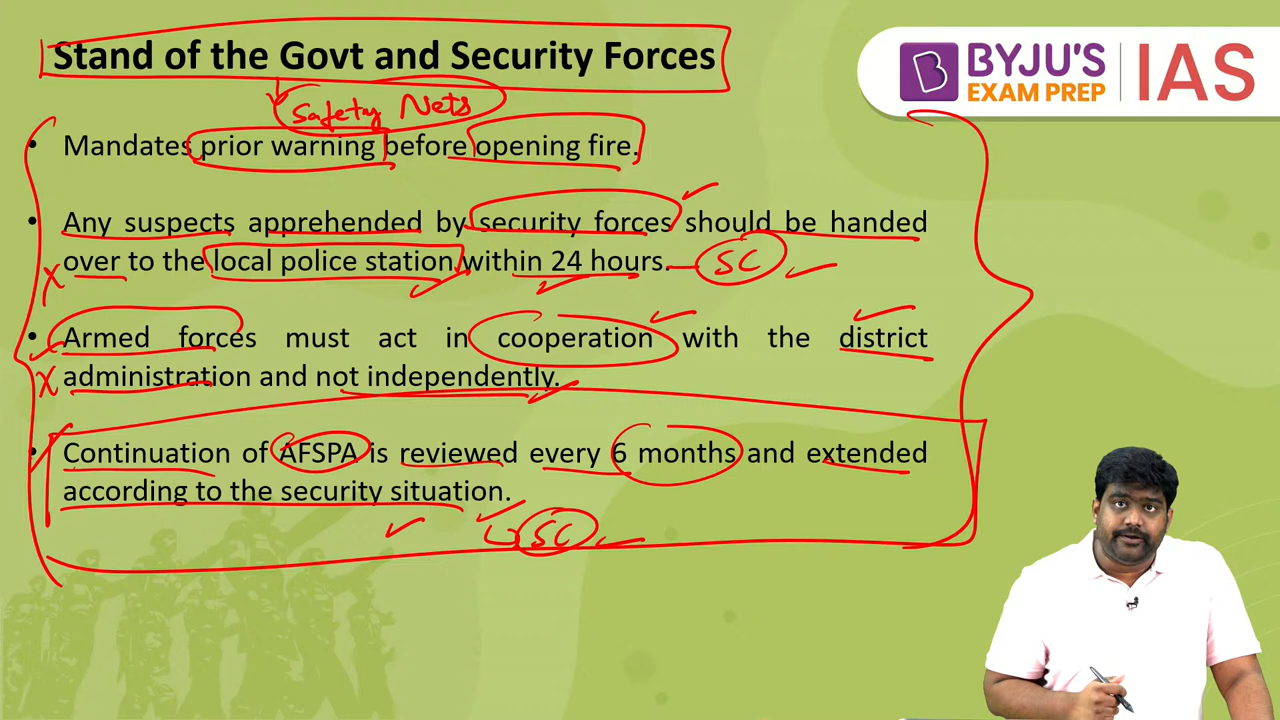 Stand of the Govt and Security Forces
BYJU'S
EXAM PREP
IAS
Safety Nets
• Mandates prior warning before opening fire.
• Any suspects apprehended by security forces should be handed
over to the local police station within 24 hours.
SC
• Armed forces must act in cooperation with the district
administration and not independently.
• Continuation of AFSPA is reviewed every 6 months and extended
according to the security situation.
SC